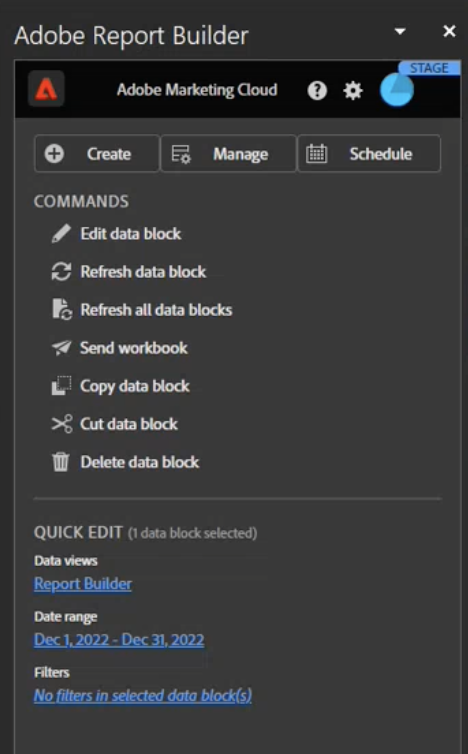 Adobe Report Builder
STAGE
Adobe Marketing Cloud
Create Manage Schedule
COMMANDS
Edit data block
Refresh data block
Refresh all data blocks
Send workbook
Copy data block
Cut data block
Delete data block
QUICK EDIT (1 data block selected)
Data views
Report Builder
Date range
Dec 1, 2022 - Dec 31, 2022
Filters
No filters in selected data block(s)